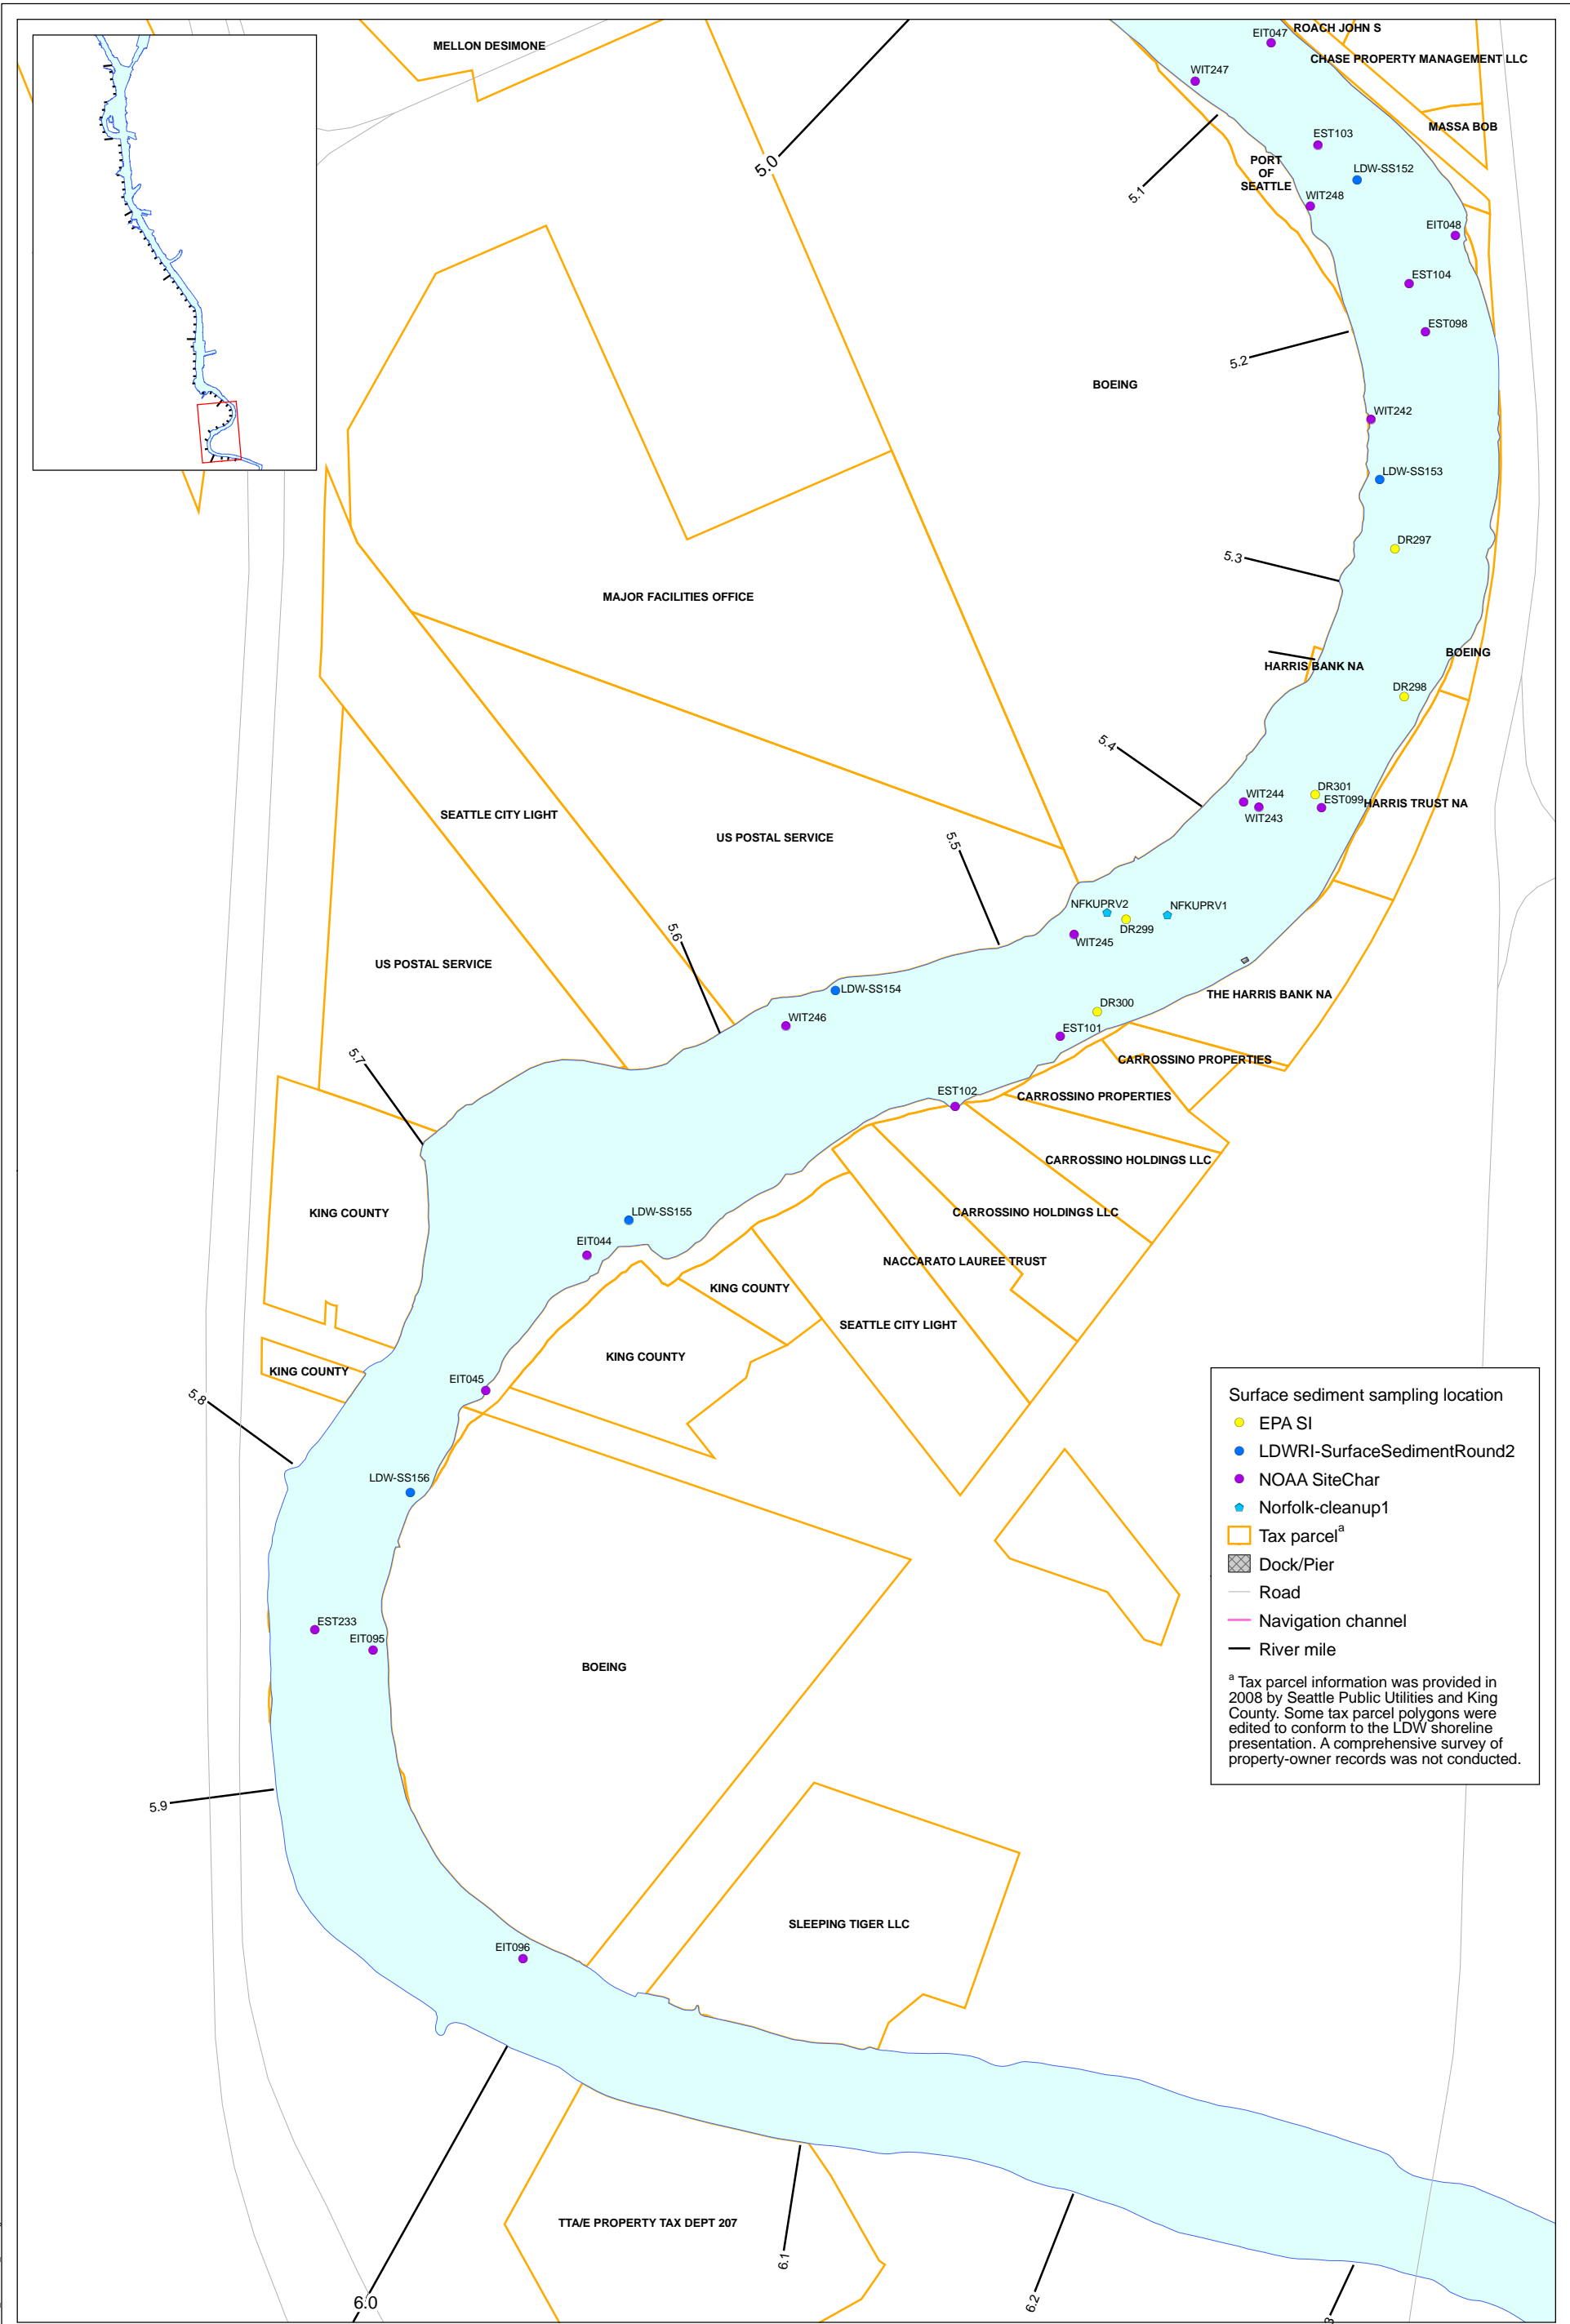 MELLON DESIMONE
ROACH JOHN S
EIT047
CHASE PROPERTY MANAGEMENT LLC
WIT247
MASSA BOB
EST103
5.0
PORT
OF
SEATTLE
LDW-SS152
5.1
WIT248
EIT048
EST104
EST098
5.2
BOEING
WIT242
LDW-SS153
DR297
5.3
MAJOR FACILITIES OFFICE
BOEING
HARRIS BANK NA
DR298
5.4
WIT244
DR301
EST099
HARRIS TRUST NA
WIT243
SEATTLE CITY LIGHT
US POSTAL SERVICE
5.5
NFKUPRV2
NFKUPRV1
DR299
WIT245
5.6
US POSTAL SERVICE
LDW-SS154
THE HARRIS BANK NA
DR300
WIT246
EST101
5.7
CARROSSINO PROPERTIES
EST102
CARROSSINO PROPERTIES
CARROSSINO HOLDINGS LLC
KING COUNTY
LDW-SS155
CARROSSINO HOLDINGS LLC
EIT044
NACCARATO LAUREE TRUST
KING COUNTY
SEATTLE CITY LIGHT
KING COUNTY
KING COUNTY
EIT045
5.8
LDW-SS156
EST233
EIT095
BOEING
5.9
SLEEPING TIGER LLC
EIT096
TTA/E PROPERTY TAX DEPT 207
6.0
6.1
6.2
Surface sediment sampling location
EPA SI
LDWRI-SurfaceSedimentRound2
NOAA SiteChar
Norfolk-cleanup1
Tax parcel a
Dock/Pier
Road
Navigation channel
River mile
a Tax parcel information was provided in
2008 by Seattle Public Utilities and King
County. Some tax parcel polygons were
edited to conform to the LDW shoreline
presentation. A comprehensive survey of
property-owner records was not conducted.